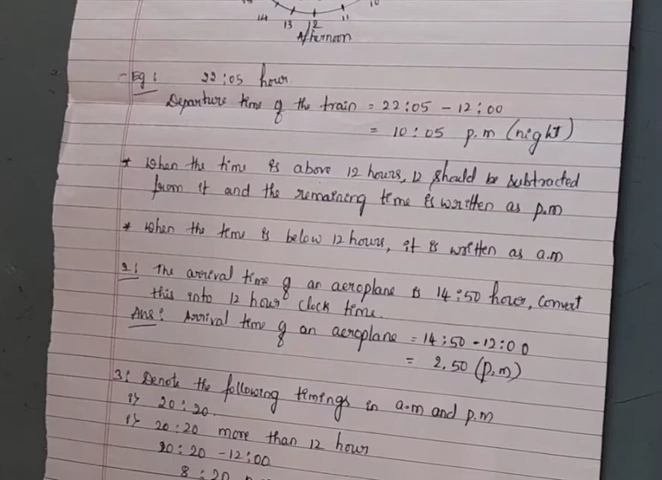 14 13 12 11
Afternoon
Eg : 22:05 hour
Departure time of the train = 22:05 - 12:00
= 10:05 p.m (night)
* When the time is above 12 hours, 12 should be subtracted
from it and the remaining time is written as p.m
* When the time is below 12 hours, it is written as a.m
2: The arrival time of an aeroplane is 14:50 hour, convert
this into 12 hour clock time.
Ans: Arrival time of an aeroplane = 14:50 - 12:00
= 2.50 (p.m)
3: Denote the following timings in a.m and p.m
i) 20:20.
i) 20:20 more than 12 hour
20:20 - 12:00
8:20